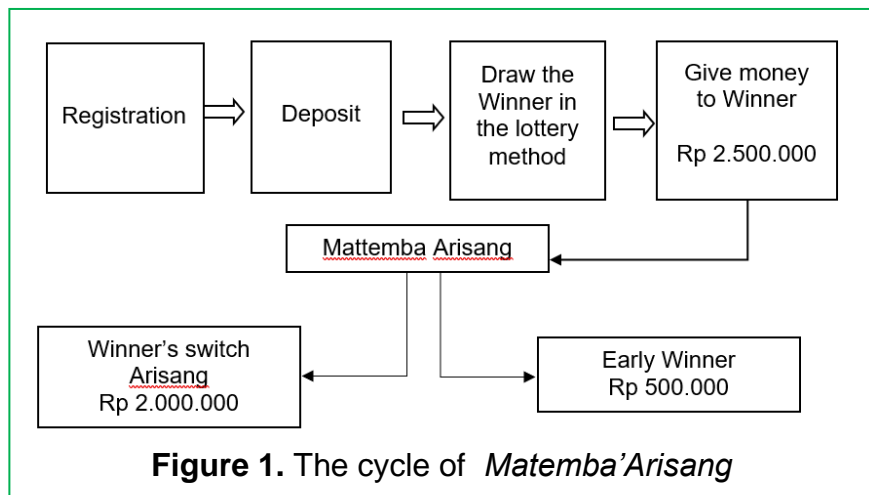 Registration
Deposit
Draw the
Winner in
the lottery
method
Give money
to Winner
Rp 2.500.000
Mattemba Arisang
Winner’s switch
Arisang
Rp 2.000.000
Early Winner
Rp 500.000
Figure 1. The cycle of Matemba’Arisang